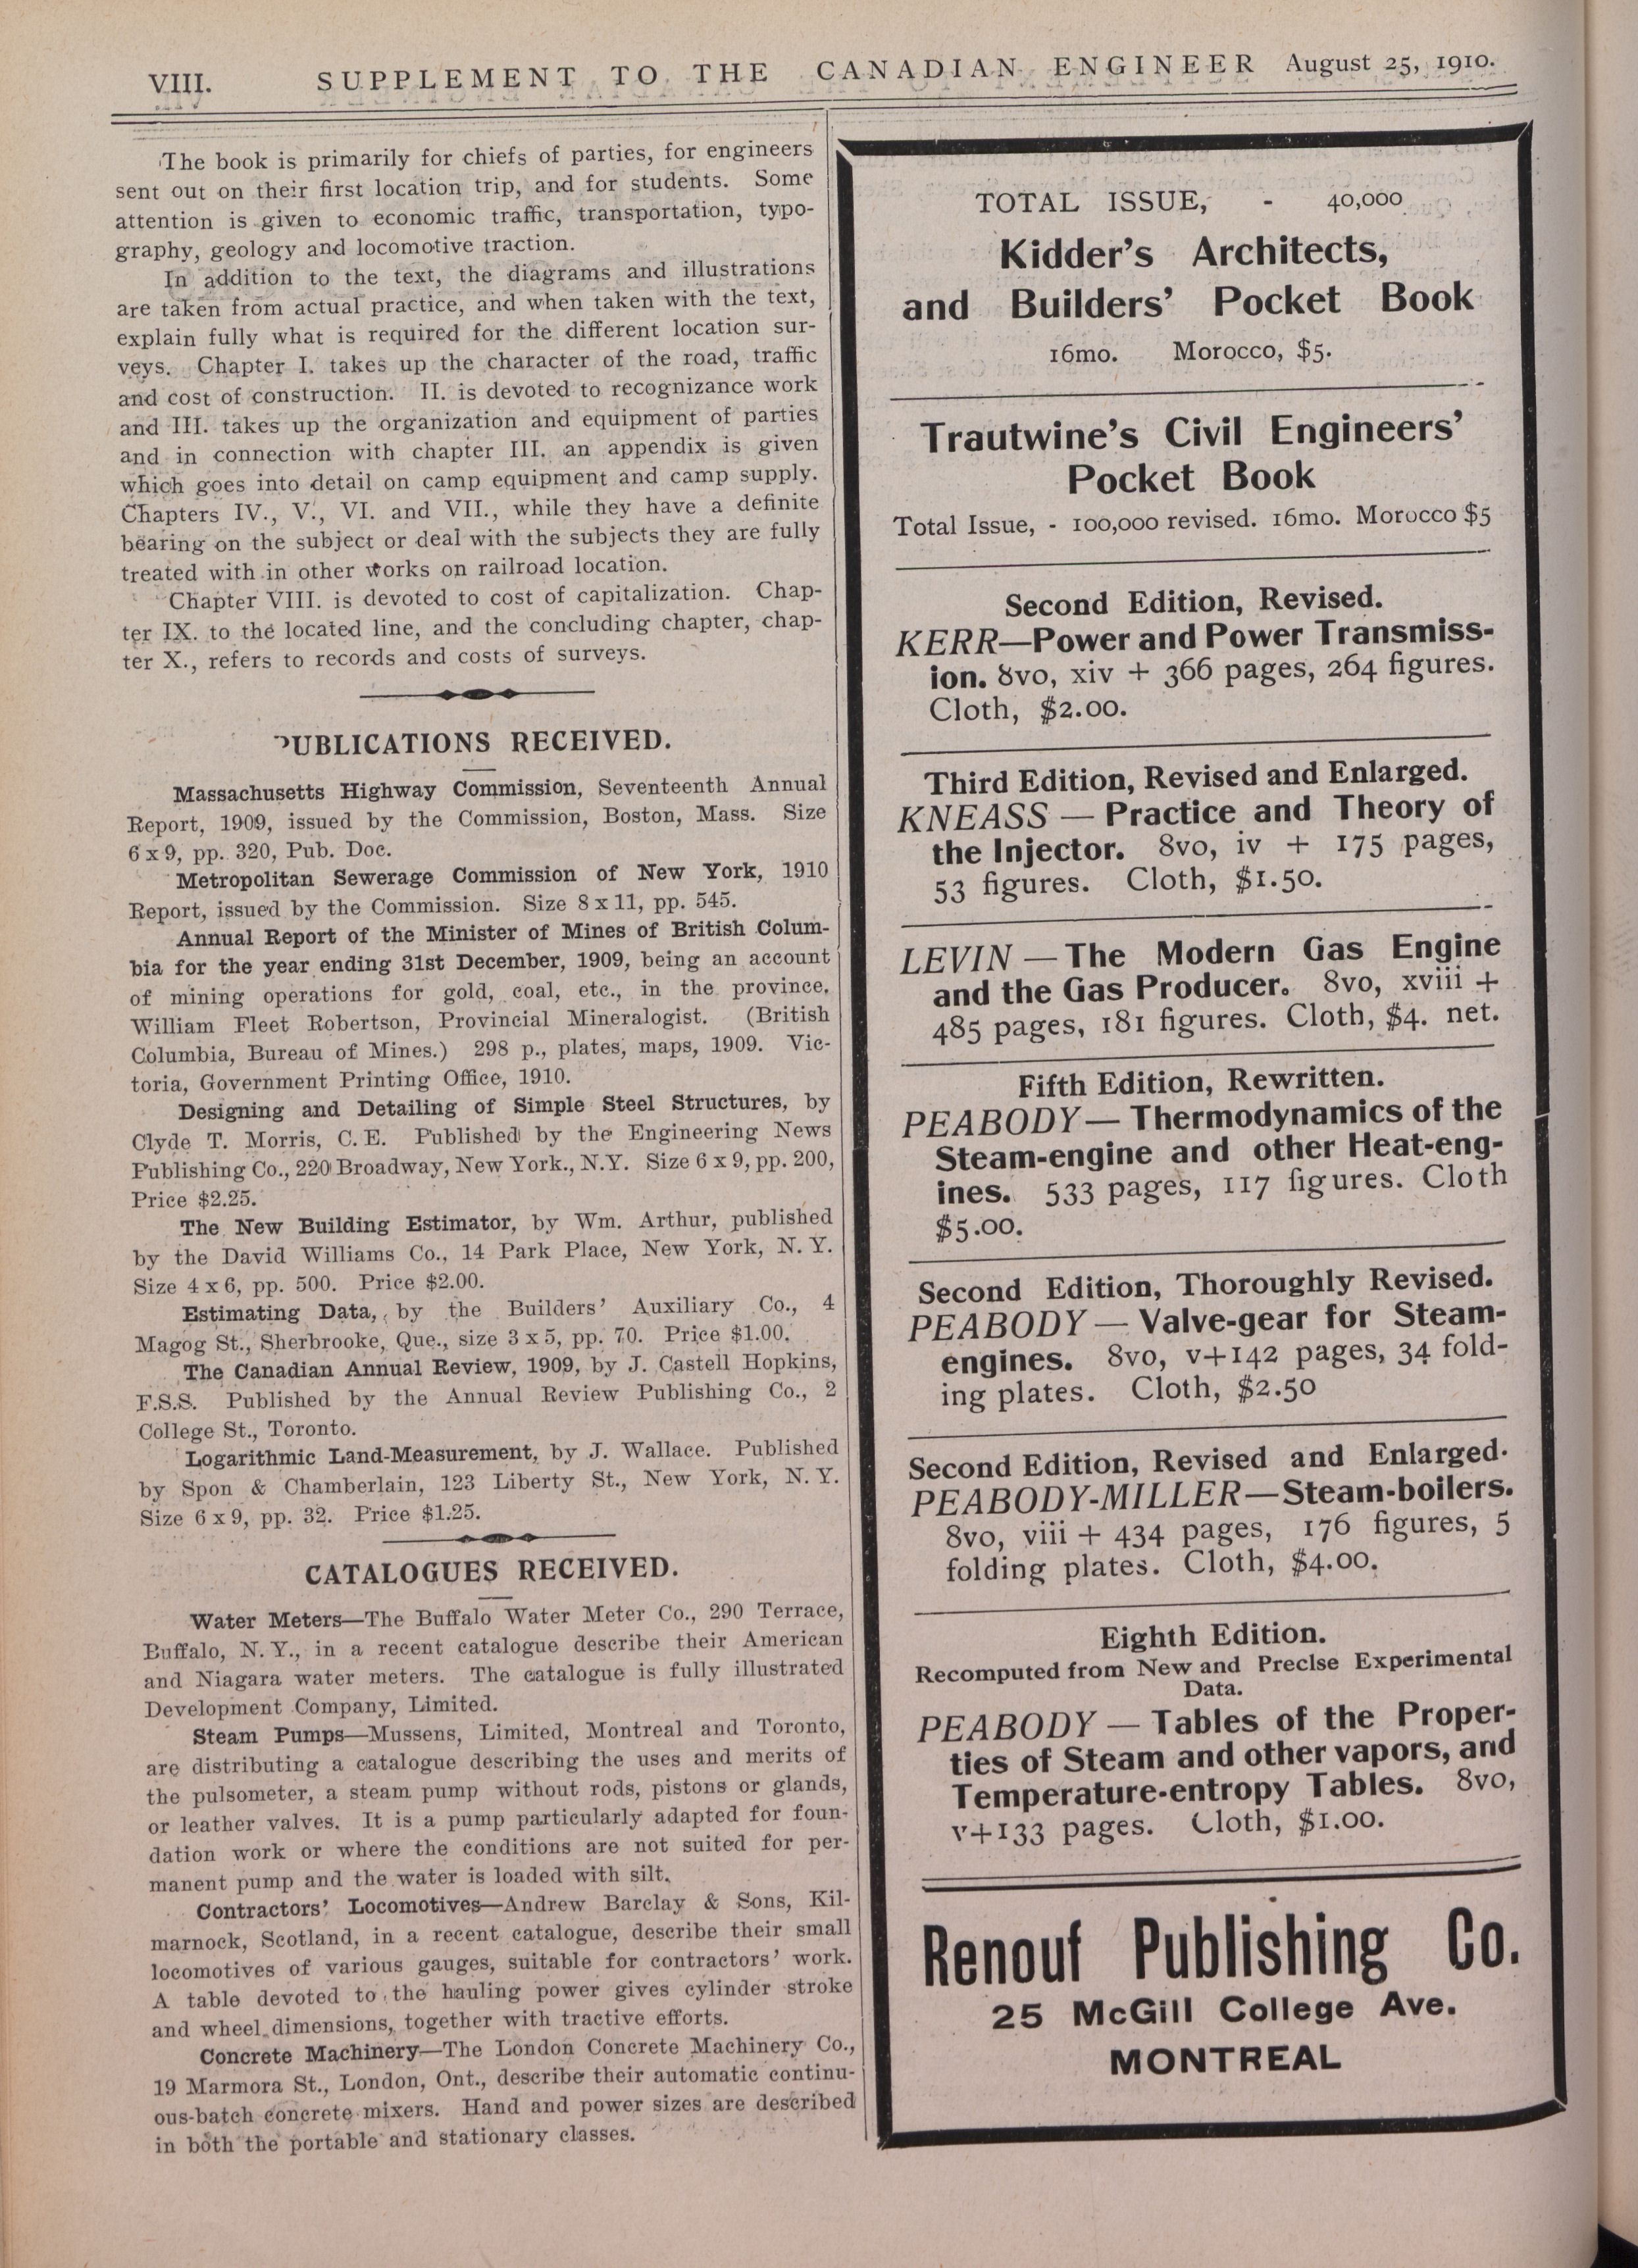 VIII. SUPPLEMENT TO THE CANADIAN ENGINEER August 25, 1910.
The book is primarily for chiefs of parties, for engineers
sent out on their first location trip, and for students. Some
attention is given to economic traffic, transportation, typo-
graphy, geology and locomotive traction.
In addition to the text, the diagrams and illustrations
are taken from actual practice, and when taken with the text,
explain fully what is required for the different location sur-
veys. Chapter I. takes up the character of the road, traffic
and cost of construction. II. is devoted to recognizance work
and III. takes up the organization and equipment of parties
and in connection with chapter III. an appendix is given
which goes into detail on camp equipment and camp supply.
Chapters IV., V., VI. and VII., while they have a definite
bearing on the subject or deal with the subjects they are fully
treated with in other works on railroad location.
Chapter VIII. is devoted to cost of capitalization. Chap-
ter IX. to the located line, and the concluding chapter, chap-
ter X., refers to records and costs of surveys.
PUBLICATIONS RECEIVED.
Massachusetts Highway Commission, Seventeenth Annual
Report, 1909, issued by the Commission, Boston, Mass. Size
6 x 9, pp. 320, Pub. Doc.
Metropolitan Sewerage Commission of New York, 1910
Report, issued by the Commission. Size 8 x 11, pp. 545.
Annual Report of the Minister of Mines of British Colum-
bia for the year ending 31st December, 1909, being an account
of mining operations for gold, coal, etc., in the province.
William Fleet Robertson, Provincial Mineralogist. (British
Columbia, Bureau of Mines.) 298 p., plates, maps, 1909. Vic-
toria, Government Printing Office, 1910.
Designing and Detailing of Simple Steel Structures, by
Clyde T. Morris, C. E. Published by the Engineering News
Publishing Co., 220 Broadway, New York., N.Y. Size 6 x 9, pp. 200,
Price $2.25.
The New Building Estimator, by Wm. Arthur, published
by the David Williams Co., 14 Park Place, New York, N. Y.
Size 4 x 6, pp. 500. Price $2.00.
Estimating Data, by the Builders' Auxiliary Co., 4
Magog St., Sherbrooke, Que., size 3 x 5, pp. 70. Price $1.00.
The Canadian Annual Review, 1909, by J. Castell Hopkins,
F.S.S. Published by the Annual Review Publishing Co., 2
College St., Toronto.
Logarithmic Land-Measurement, by J. Wallace. Published
by Spon & Chamberlain, 123 Liberty St., New York, N. Y.
Size 6 x 9, pp. 32. Price $1.25.
CATALOGUES RECEIVED.
Water Meters—The Buffalo Water Meter Co., 290 Terrace,
Buffalo, N. Y., in a recent catalogue describe their American
and Niagara water meters. The catalogue is fully illustrated
Development Company, Limited.
Steam Pumps—Mussens, Limited, Montreal and Toronto,
are distributing a catalogue describing the uses and merits of
the pulsometer, a steam pump without rods, pistons or glands,
or leather valves. It is a pump particularly adapted for foun-
dation work or where the conditions are not suited for per-
manent pump and the water is loaded with silt.
Contractors' Locomotives—Andrew Barclay & Sons, Kil-
marnock, Scotland, in a recent catalogue, describe their small
locomotives of various gauges, suitable for contractors' work.
A table devoted to the hauling power gives cylinder stroke
and wheel dimensions, together with tractive efforts.
Concrete Machinery—The London Concrete Machinery Co.,
19 Marmora St., London, Ont., describe their automatic continu-
ous-batch concrete mixers. Hand and power sizes are described
in both the portable and stationary classes.
TOTAL ISSUE, - 40,000
Kidder's Architects,
and Builders' Pocket Book
16mo. Morocco, $5.
Trautwine's Civil Engineers'
Pocket Book
Total Issue, - 100,000 revised. 16mo. Morocco $5
Second Edition, Revised.
KERR—Power and Power Transmiss-
ion. 8vo, xiv + 366 pages, 264 figures.
Cloth, $2.00.
Third Edition, Revised and Enlarged.
KNEASS — Practice and Theory of
the Injector. 8vo, iv + 175 pages,
53 figures. Cloth, $1.50.
LEVIN — The Modern Gas Engine
and the Gas Producer. 8vo, xviii +
485 pages, 181 figures. Cloth, $4. net.
Fifth Edition, Rewritten.
PEABODY — Thermodynamics of the
Steam-engine and other Heat-eng-
ines. 533 pages, 117 figures. Cloth
$5.00.
Second Edition, Thoroughly Revised.
PEABODY — Valve-gear for Steam-
engines. 8vo, v+142 pages, 34 fold-
ing plates. Cloth, $2.50
Second Edition, Revised and Enlarged.
PEABODY-MILLER—Steam-boilers.
8vo, viii + 434 pages, 176 figures, 5
folding plates. Cloth, $4.00.
Eighth Edition.
Recomputed from New and Precise Experimental
Data.
PEABODY — Tables of the Proper-
ties of Steam and other vapors, and
Temperature-entropy Tables. 8vo,
v+133 pages. Cloth, $1.00.
Renouf Publishing Co.
25 McGill College Ave.
MONTREAL